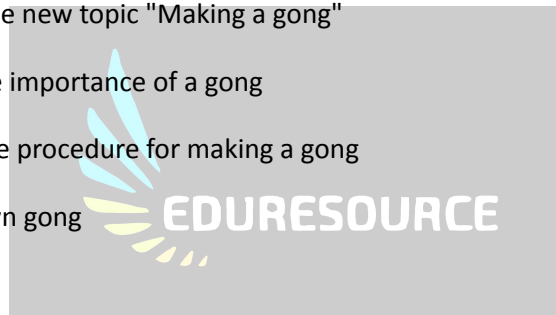 e new topic "Making a gong"
e importance of a gong
e procedure for making a gong
n gong
EDURESOURCE